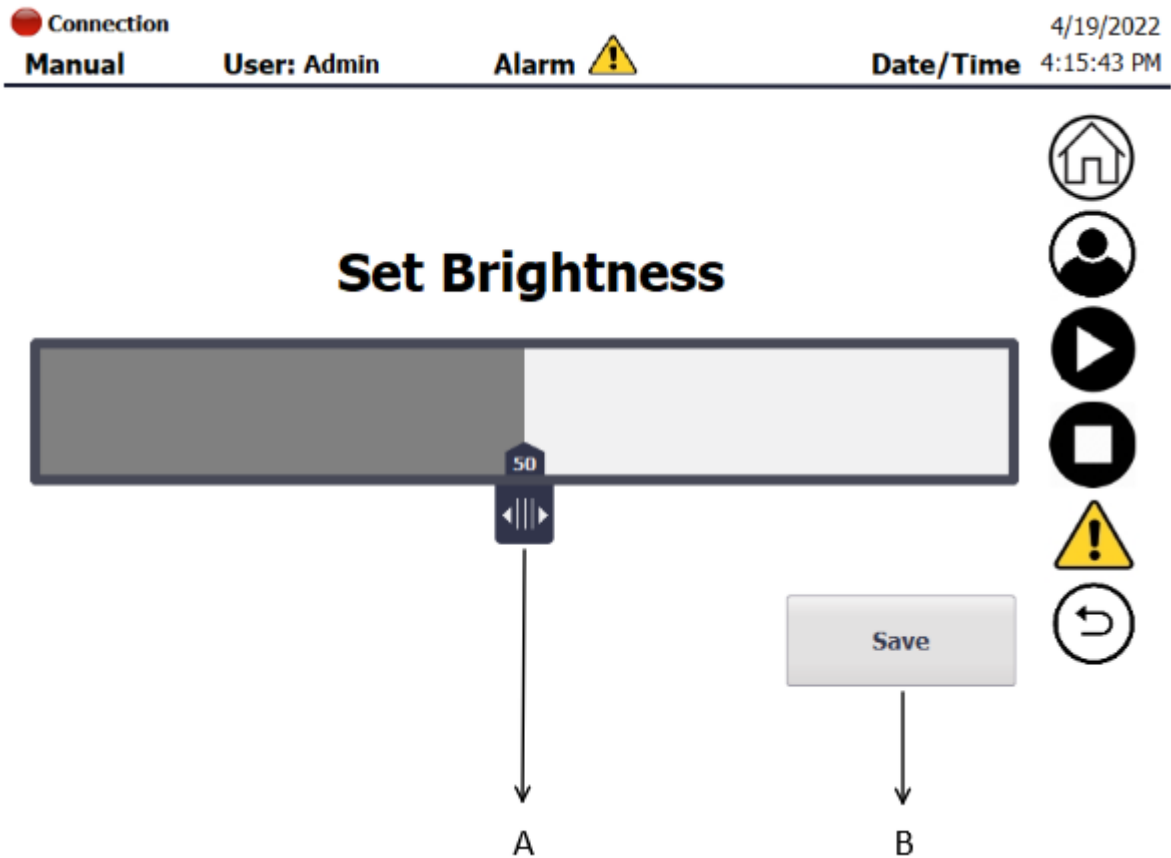 Connection
4/19/2022
Manual User: Admin Alarm Date/Time 4:15:43 PM
Set Brightness
50
Save
A B